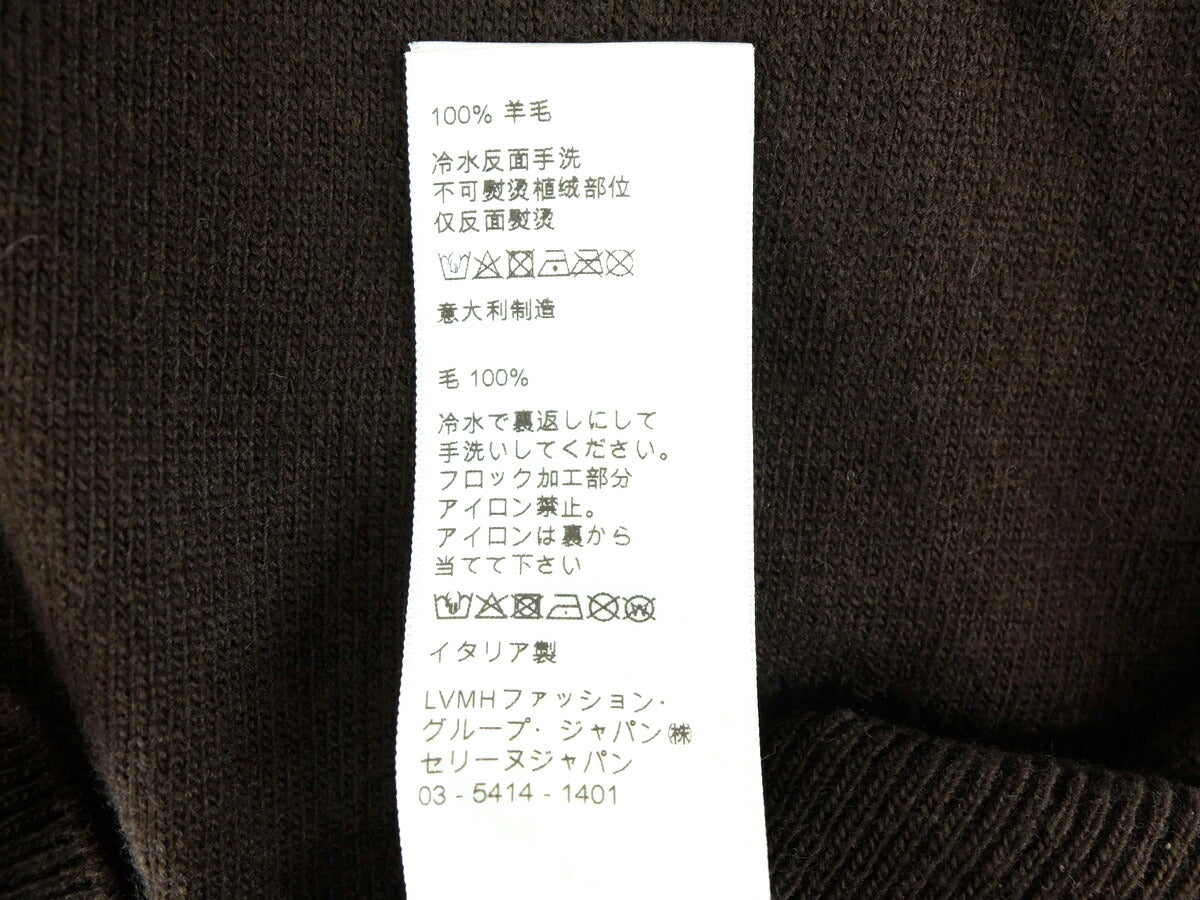 100% 羊毛
冷水反面手洗
不可熨烫植绒部位
仅反面熨烫
意大利制造
毛 100%
冷水で裏返しにして
手洗いしてください。
フロック加工部分
アイロン禁止。
アイロンは裏から
当てて下さい
W
イタリア製
LVMHファッション・
グループ・ジャパン㈱
セリーヌジャパン
03 - 5414 - 1401